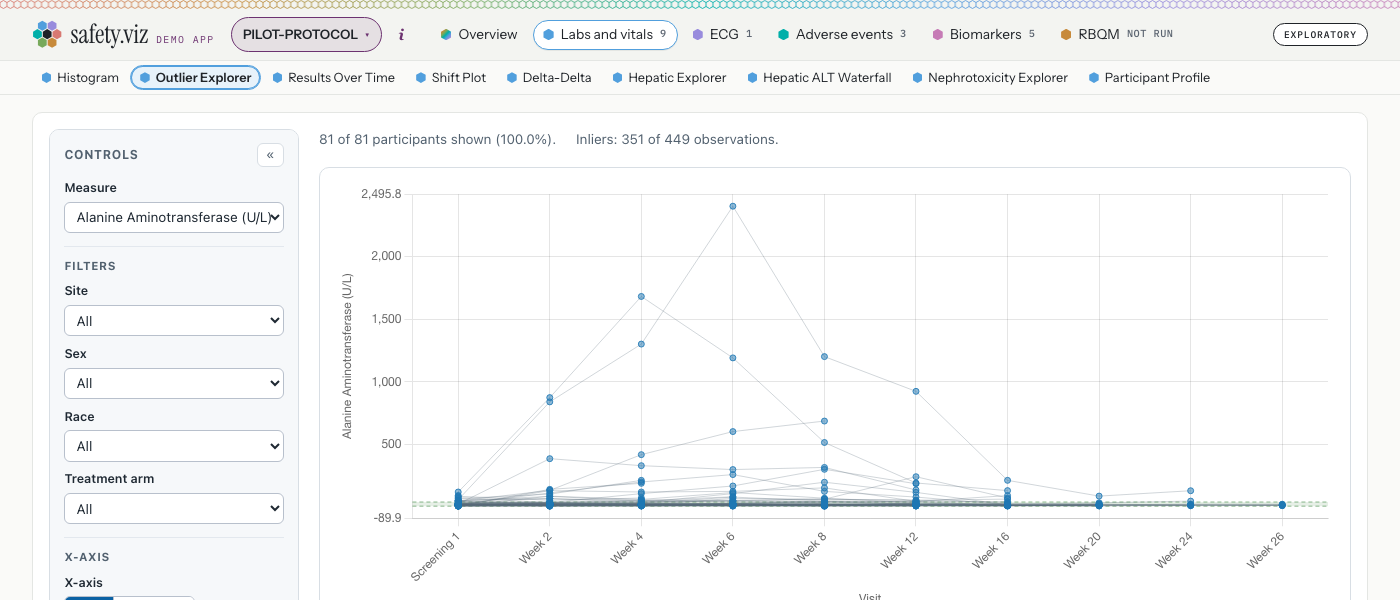 safety.viz DEMO APP PILOT-PROTOCOL i Overview Labs and vitals 9 ECG 1 Adverse events 3 Biomarkers 5 RBQM NOT RUN EXPLORATORY
Histogram Outlier Explorer Results Over Time Shift Plot Delta-Delta Hepatic Explorer Hepatic ALT Waterfall Nephrotoxicity Explorer Participant Profile
CONTROLS «
Measure
Alanine Aminotransferase (U/L)
FILTERS
Site
All
Sex
All
Race
All
Treatment arm
All
X-AXIS
X-axis
81 of 81 participants shown (100.0%). Inliers: 351 of 449 observations.
Alanine Aminotransferase (U/L)
2,495.8
2,000
1,500
1,000
500
-89.9
Screening 1 Week 2 Week 4 Week 6 Week 8 Week 12 Week 16 Week 20 Week 24 Week 26
Visit